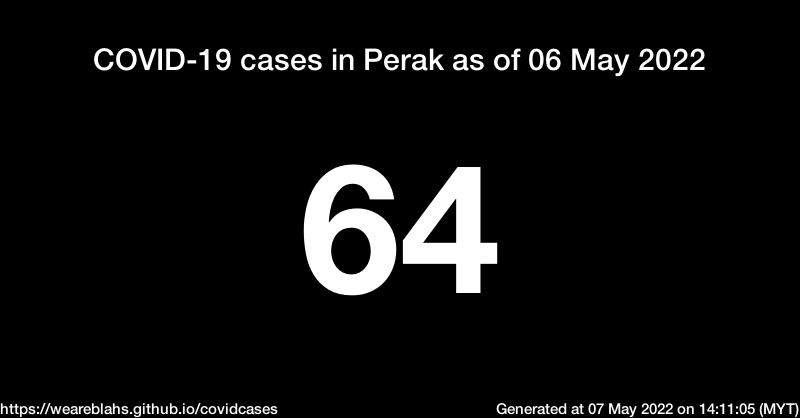 COVID-19 cases in Perak as of 06 May 2022
64
https://weareblahs.github.io/covidcases
Generated at 07 May 2022 on 14:11:05 (MYT)